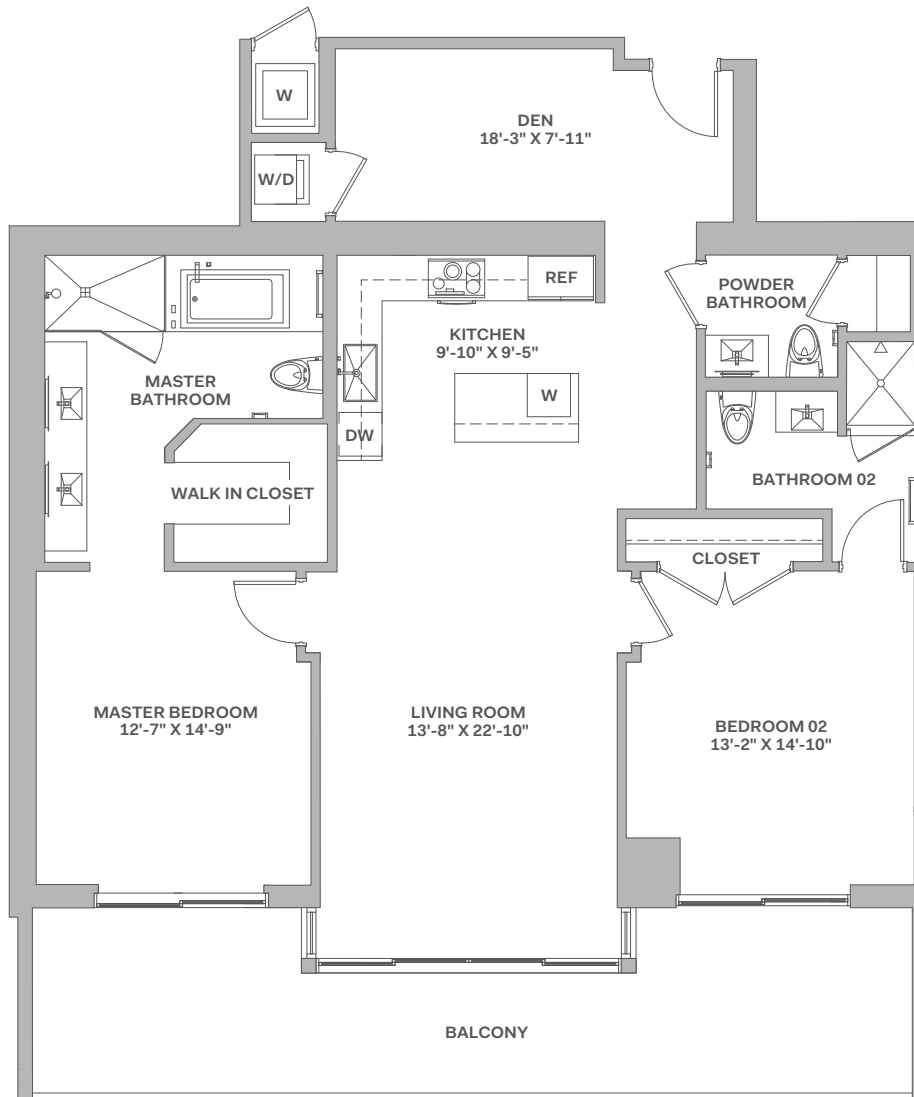 W
DEN
18'-3" X 7'-11"
W/D
REF
POWDER
BATHROOM
KITCHEN
9'-10" X 9'-5"
MASTER
BATHROOM
W
DW
WALK IN CLOSET
BATHROOM 02
CLOSET
MASTER BEDROOM
12'-7" X 14'-9"
LIVING ROOM
13'-8" X 22'-10"
BEDROOM 02
13'-2" X 14'-10"
BALCONY